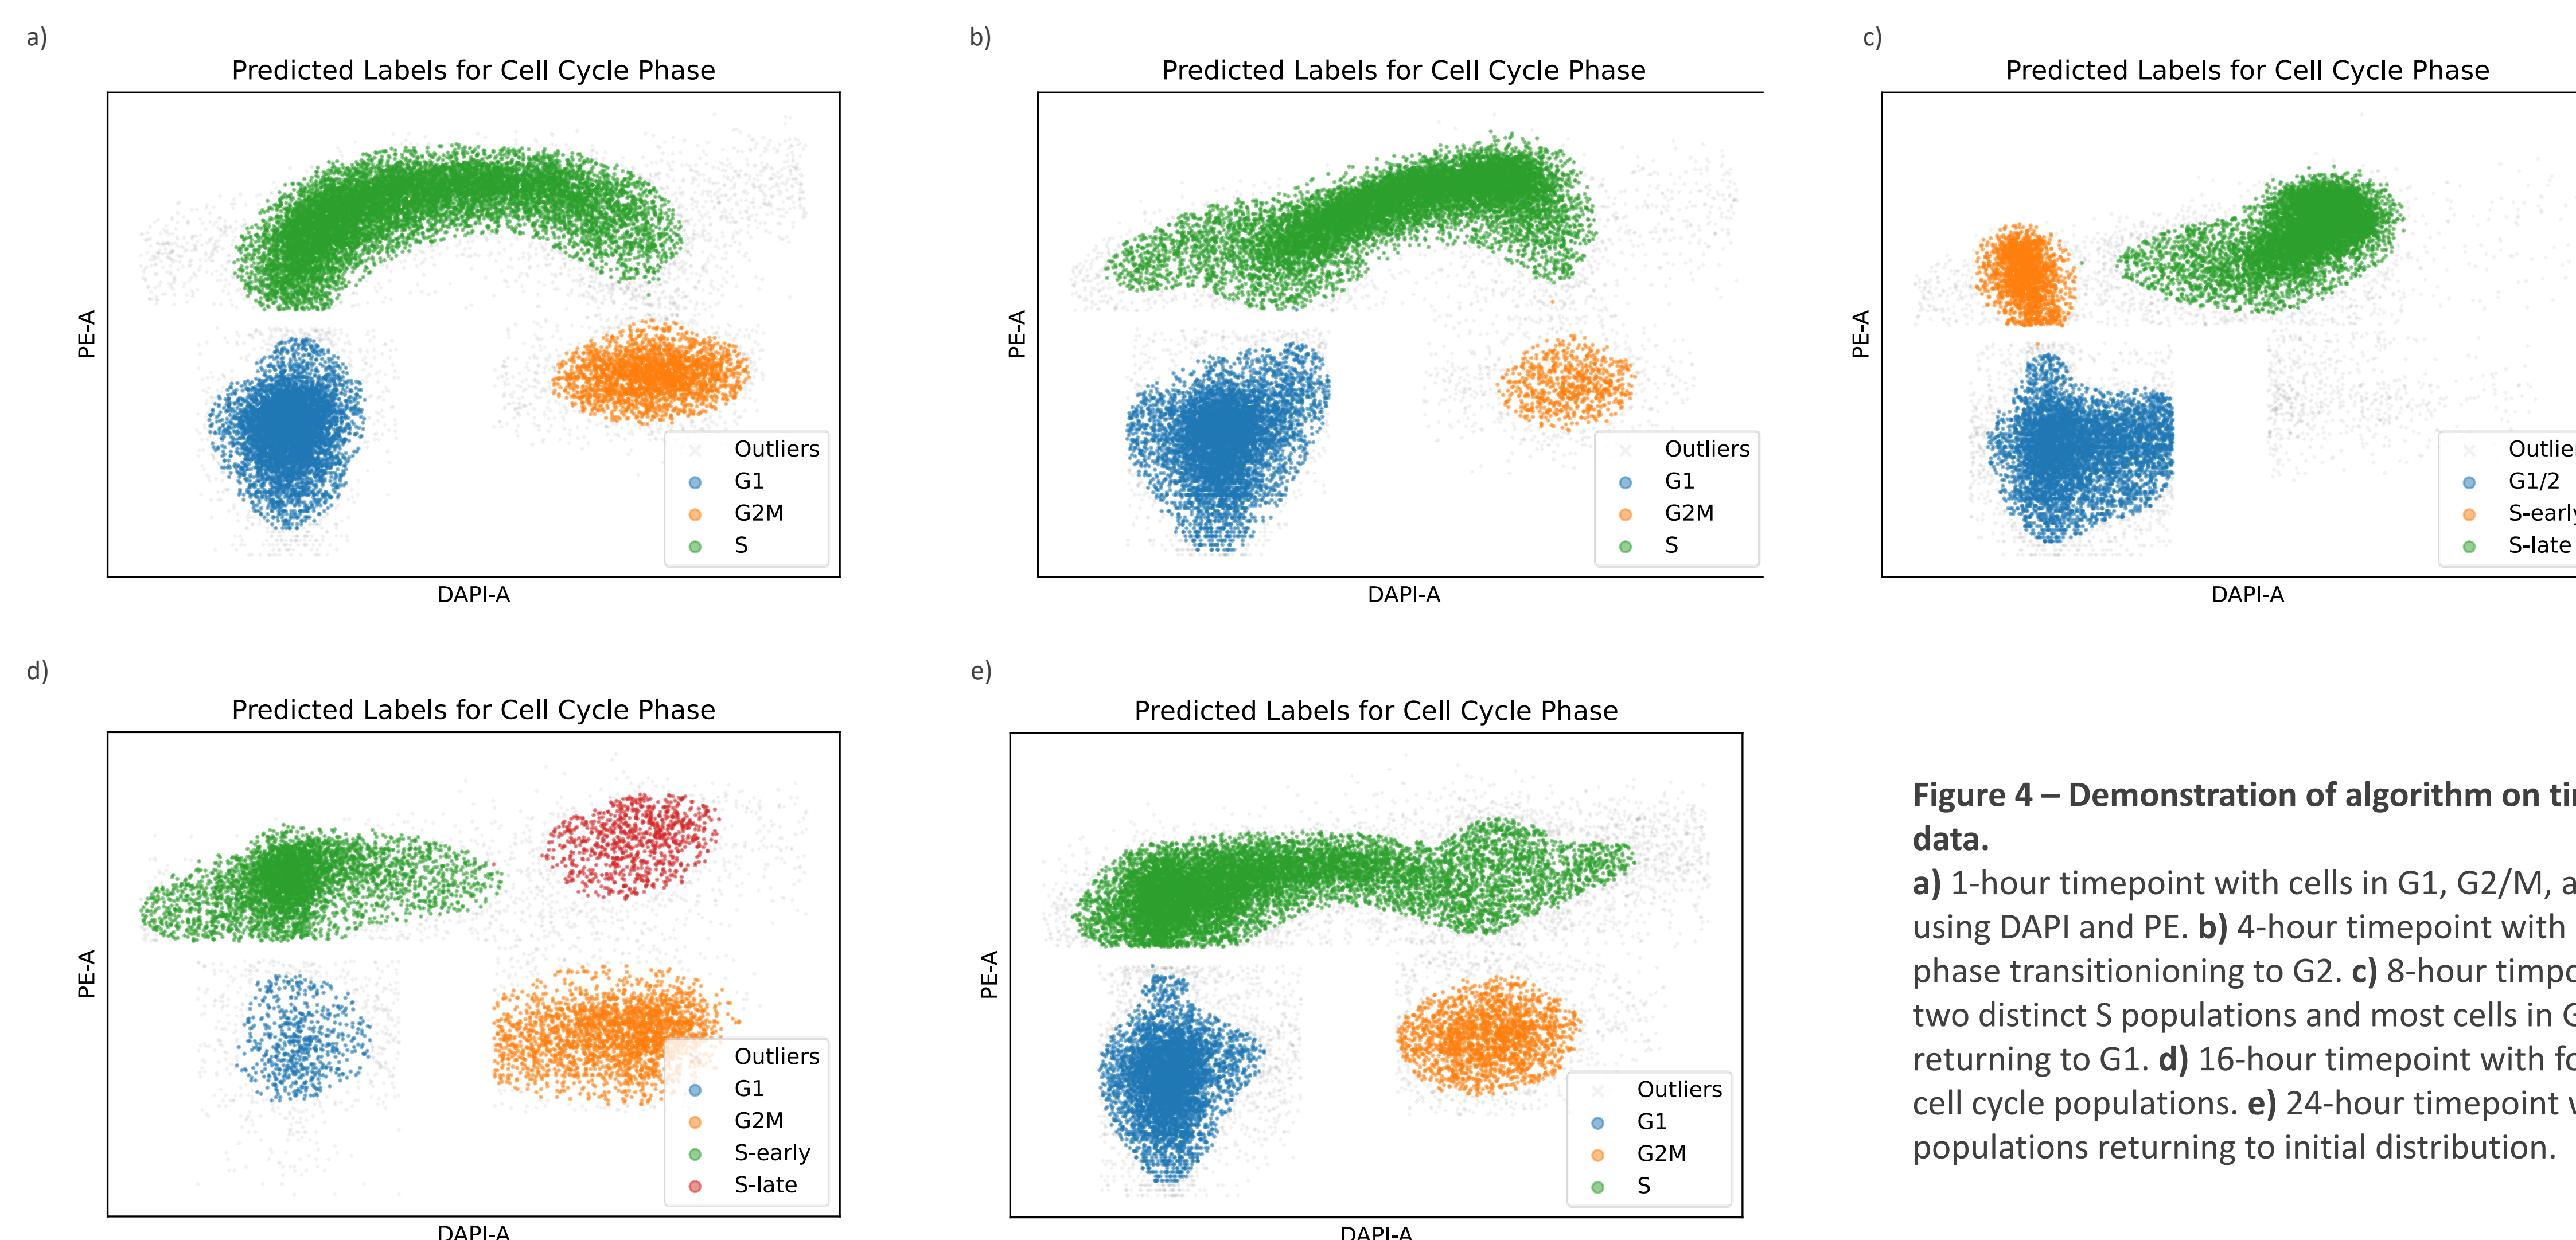 a)
Predicted Labels for Cell Cycle Phase
PE-A
Outliers
G1
G2M
S
DAPI-A
b)
Predicted Labels for Cell Cycle Phase
PE-A
Outliers
G1
G2M
S
DAPI-A
c)
Predicted Labels for Cell Cycle Phase
PE-A
G1/2
S-early
S-late
DAPI-A
d)
Predicted Labels for Cell Cycle Phase
PE-A
Outliers
G1
G2M
S-early
S-late
DAPI-A
e)
Predicted Labels for Cell Cycle Phase
PE-A
Outliers
G1
G2M
S
DAPI-A
Figure 4 – Demonstration of algorithm on
data.
a) 1-hour timepoint with cells in G1, G2/M,
using DAPI and PE. b) 4-hour timepoint with
phase transitionioning to G2. c) 8-hour
two distinct S populations and most cells in
returning to G1. d) 16-hour timepoint with
cell cycle populations. e) 24-hour timepoint
populations returning to initial distribution.